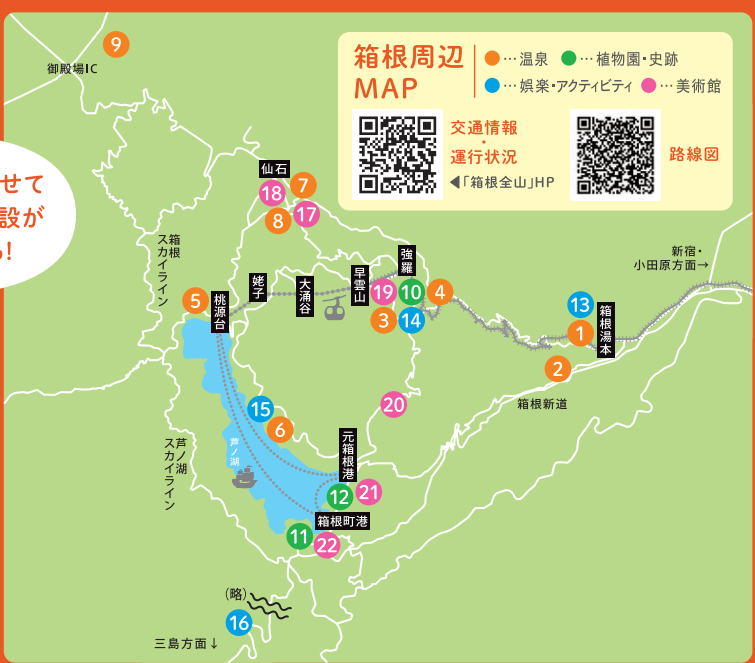 9
御殿場IC
箱根周辺
MAP
●…温泉 ●…植物園・史跡
●…娯楽・アクティビティ ●…美術館
交通情報
・
運行状況
◀「箱根全山」HP
路線図
せて
設が
!
仙石
18
7
8
17
箱根
スカイライン
姥子
大涌谷
早雲山
強羅
新宿・
小田原方面→
5
桃源台
19
10
4
3
14
13
1
箱根湯本
2
箱根新道
20
15
6
芦ノ湖
芦ノ湖
スカイライン
元箱根港
12
21
箱根町港
11
22
(略)
16
三島方面↓